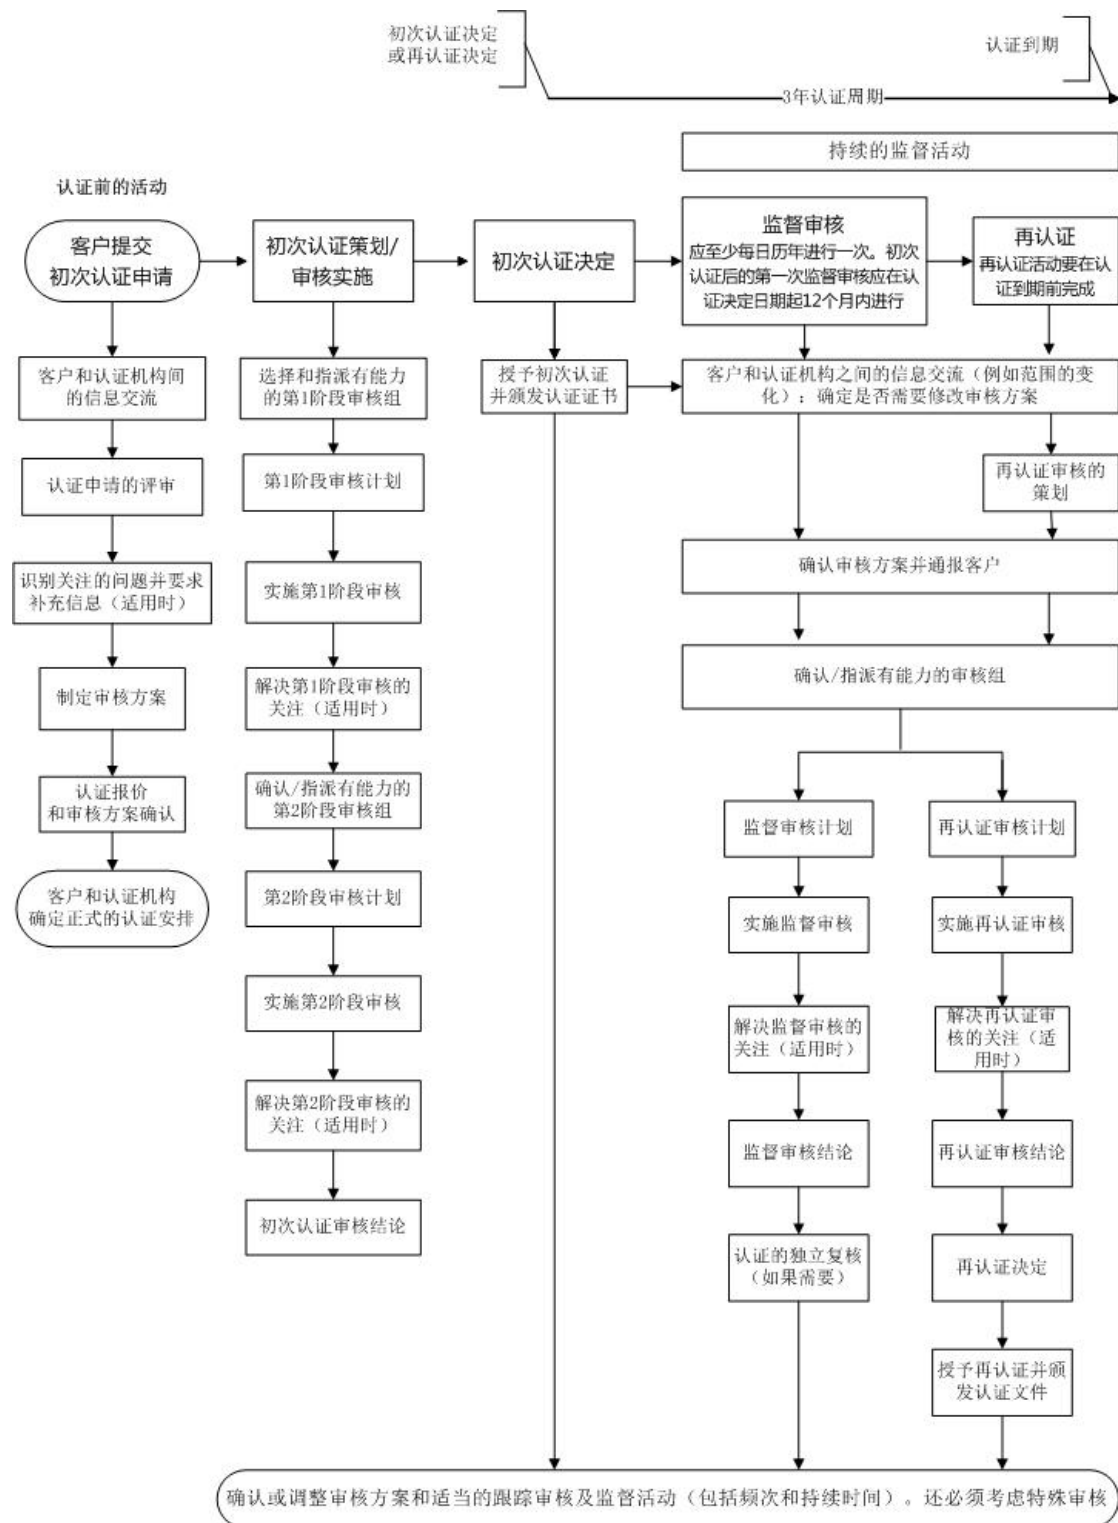 初次认证决定
或再认证决定
认证到期
3年认证周期
持续的监督活动
认证前的活动
客户提交
初次认证申请
初次认证策划/
审核实施
初次认证决定
监督审核
应至少每日历年进行一次。初次
认证后的第一次监督审核应在认
证决定日期起12个月内进行
再认证
再认证活动要在认
证到期前完成
客户和认证机构间
的信息交流
认证申请的评审
识别关注的问题并要求
补充信息（适用时）
制定审核方案
认证报价
和审核方案确认
客户和认证机构
确定正式的认证安排
选择和指派有能力
的第1阶段审核组
第1阶段审核计划
实施第1阶段审核
解决第1阶段审核的
关注（适用时）
确认/指派有能力的
第2阶段审核组
第2阶段审核计划
实施第2阶段审核
解决第2阶段审核的
关注（适用时）
初次认证审核结论
授予初次认证
并颁发认证证书
客户和认证机构之间的信息交流（例如范围的变
化）：确定是否需要修改审核方案
再认证审核的
策划
确认审核方案并通报客户
确认/指派有能力的审核组
监督审核计划
实施监督审核
解决监督审核的
关注（适用时）
监督审核结论
认证的独立复核
（如果需要）
再认证审核计划
实施再认证审核
解决再认证审
核的关注（适
用时）
再认证审核结论
再认证决定
授予再认证并颁
发认证文件
确认或调整审核方案和适当的跟踪审核及监督活动（包括频次和持续时间）。还必须考虑特殊审核